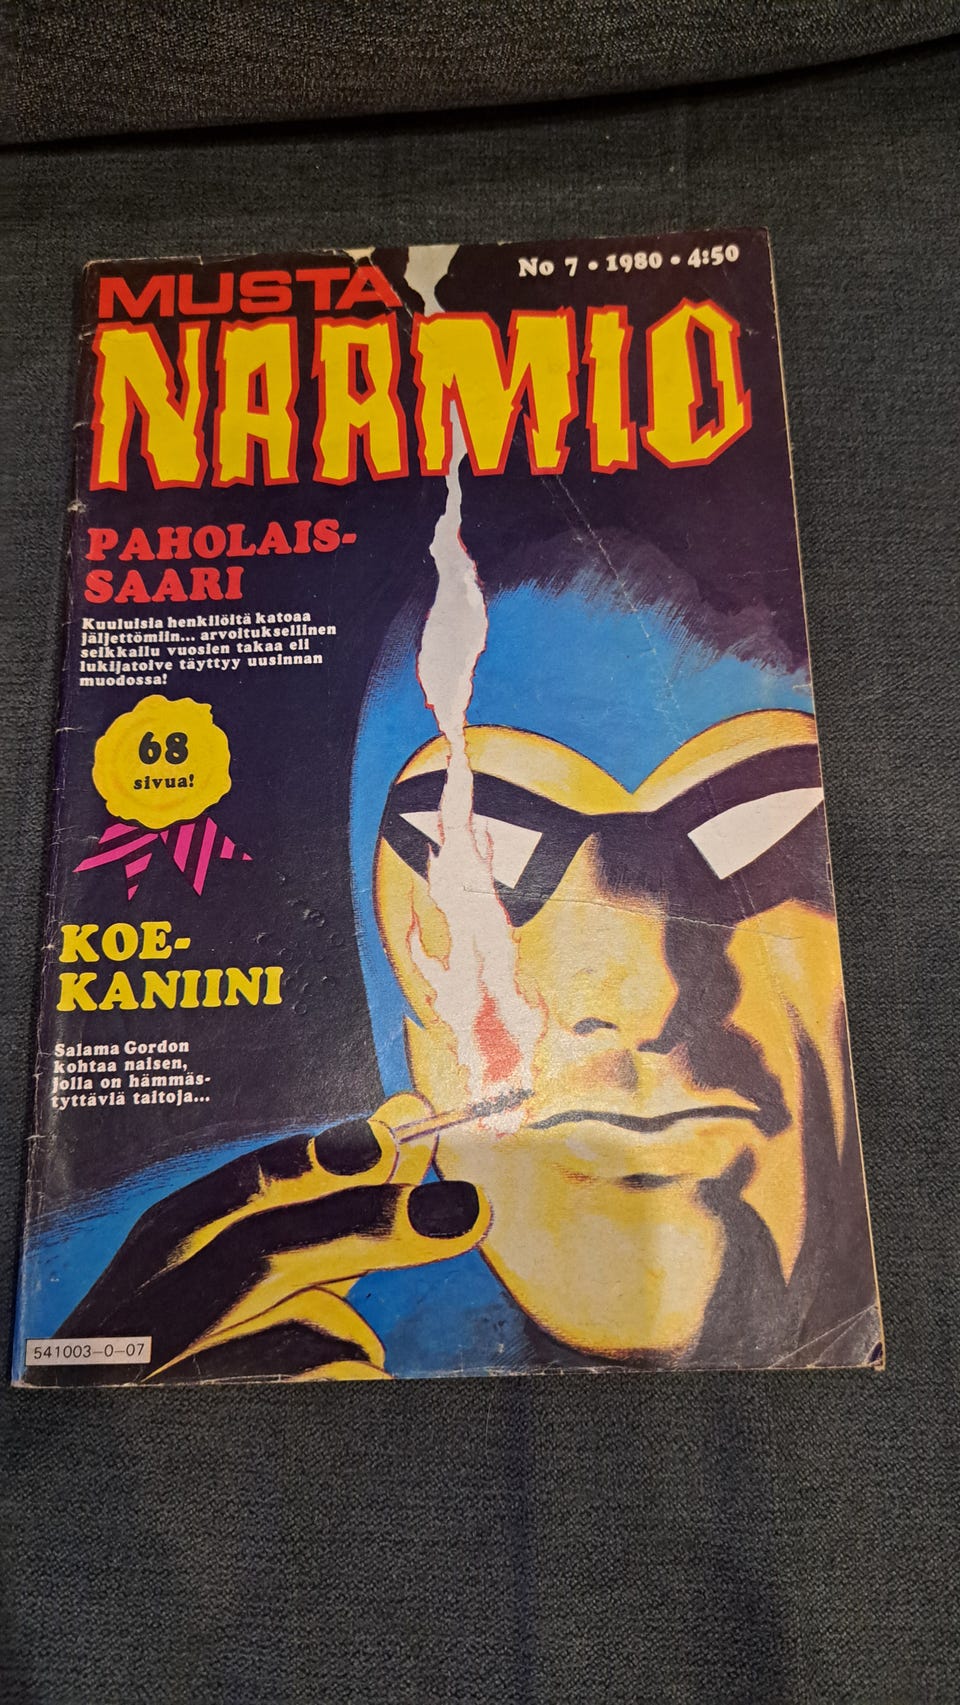 No 7 • 1980 • 4:50
MUSTA
NAAMIO
PAHOLAIS-
SAARI
Kuuluisia henkilöitä katoaa
jäljettömiin... arvoituksellinen
seikkailu vuosien takaa eli
lukijatoive täyttyy uusinnan
muodossa!
68
sivua!
KOE-
KANIINI
Salama Gordon
kohtaa naisen,
jolla on hämmäs-
tyttäviä taitoja...
541003-0-07